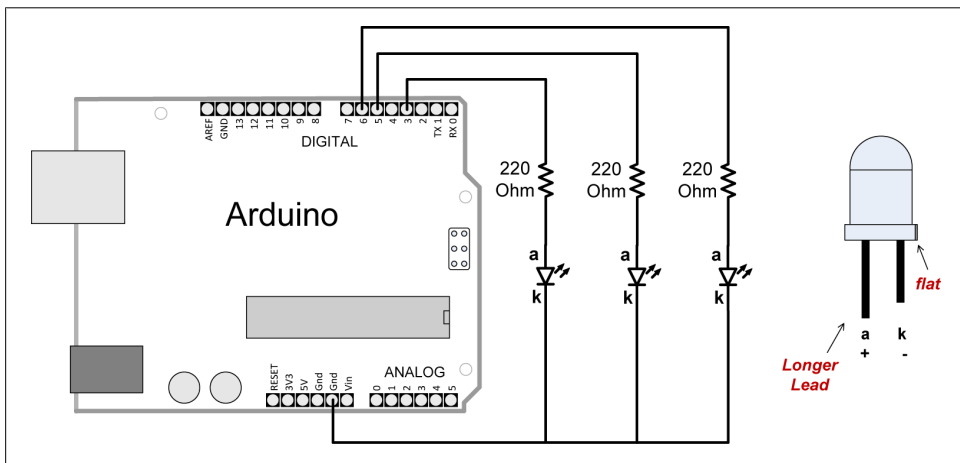 AREF
GND
13
12
11
10
9
8
7
6
5
4
3
2
TX 1
RX 0
DIGITAL
Arduino
RESET
3V3
5V
Gnd
Gnd
Vin
ANALOG
0
1
2
3
4
5
220
Ohm
220
Ohm
220
Ohm
a
a
a
k
k
k
flat
a
k
+
-
Longer
Lead